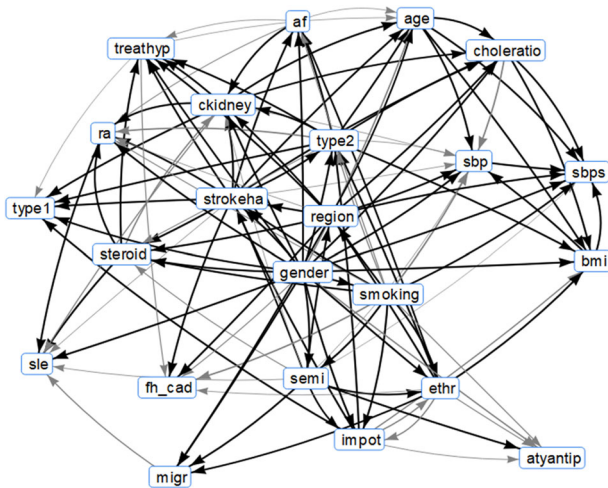 af
age
treathyp
choleratio
ckidney
ra
type2
sbp
sbps
strokeha
type1
region
steroid
gender
bmi
smoking
sle
fh_cad
semi
ethr
impot
atyantip
migr